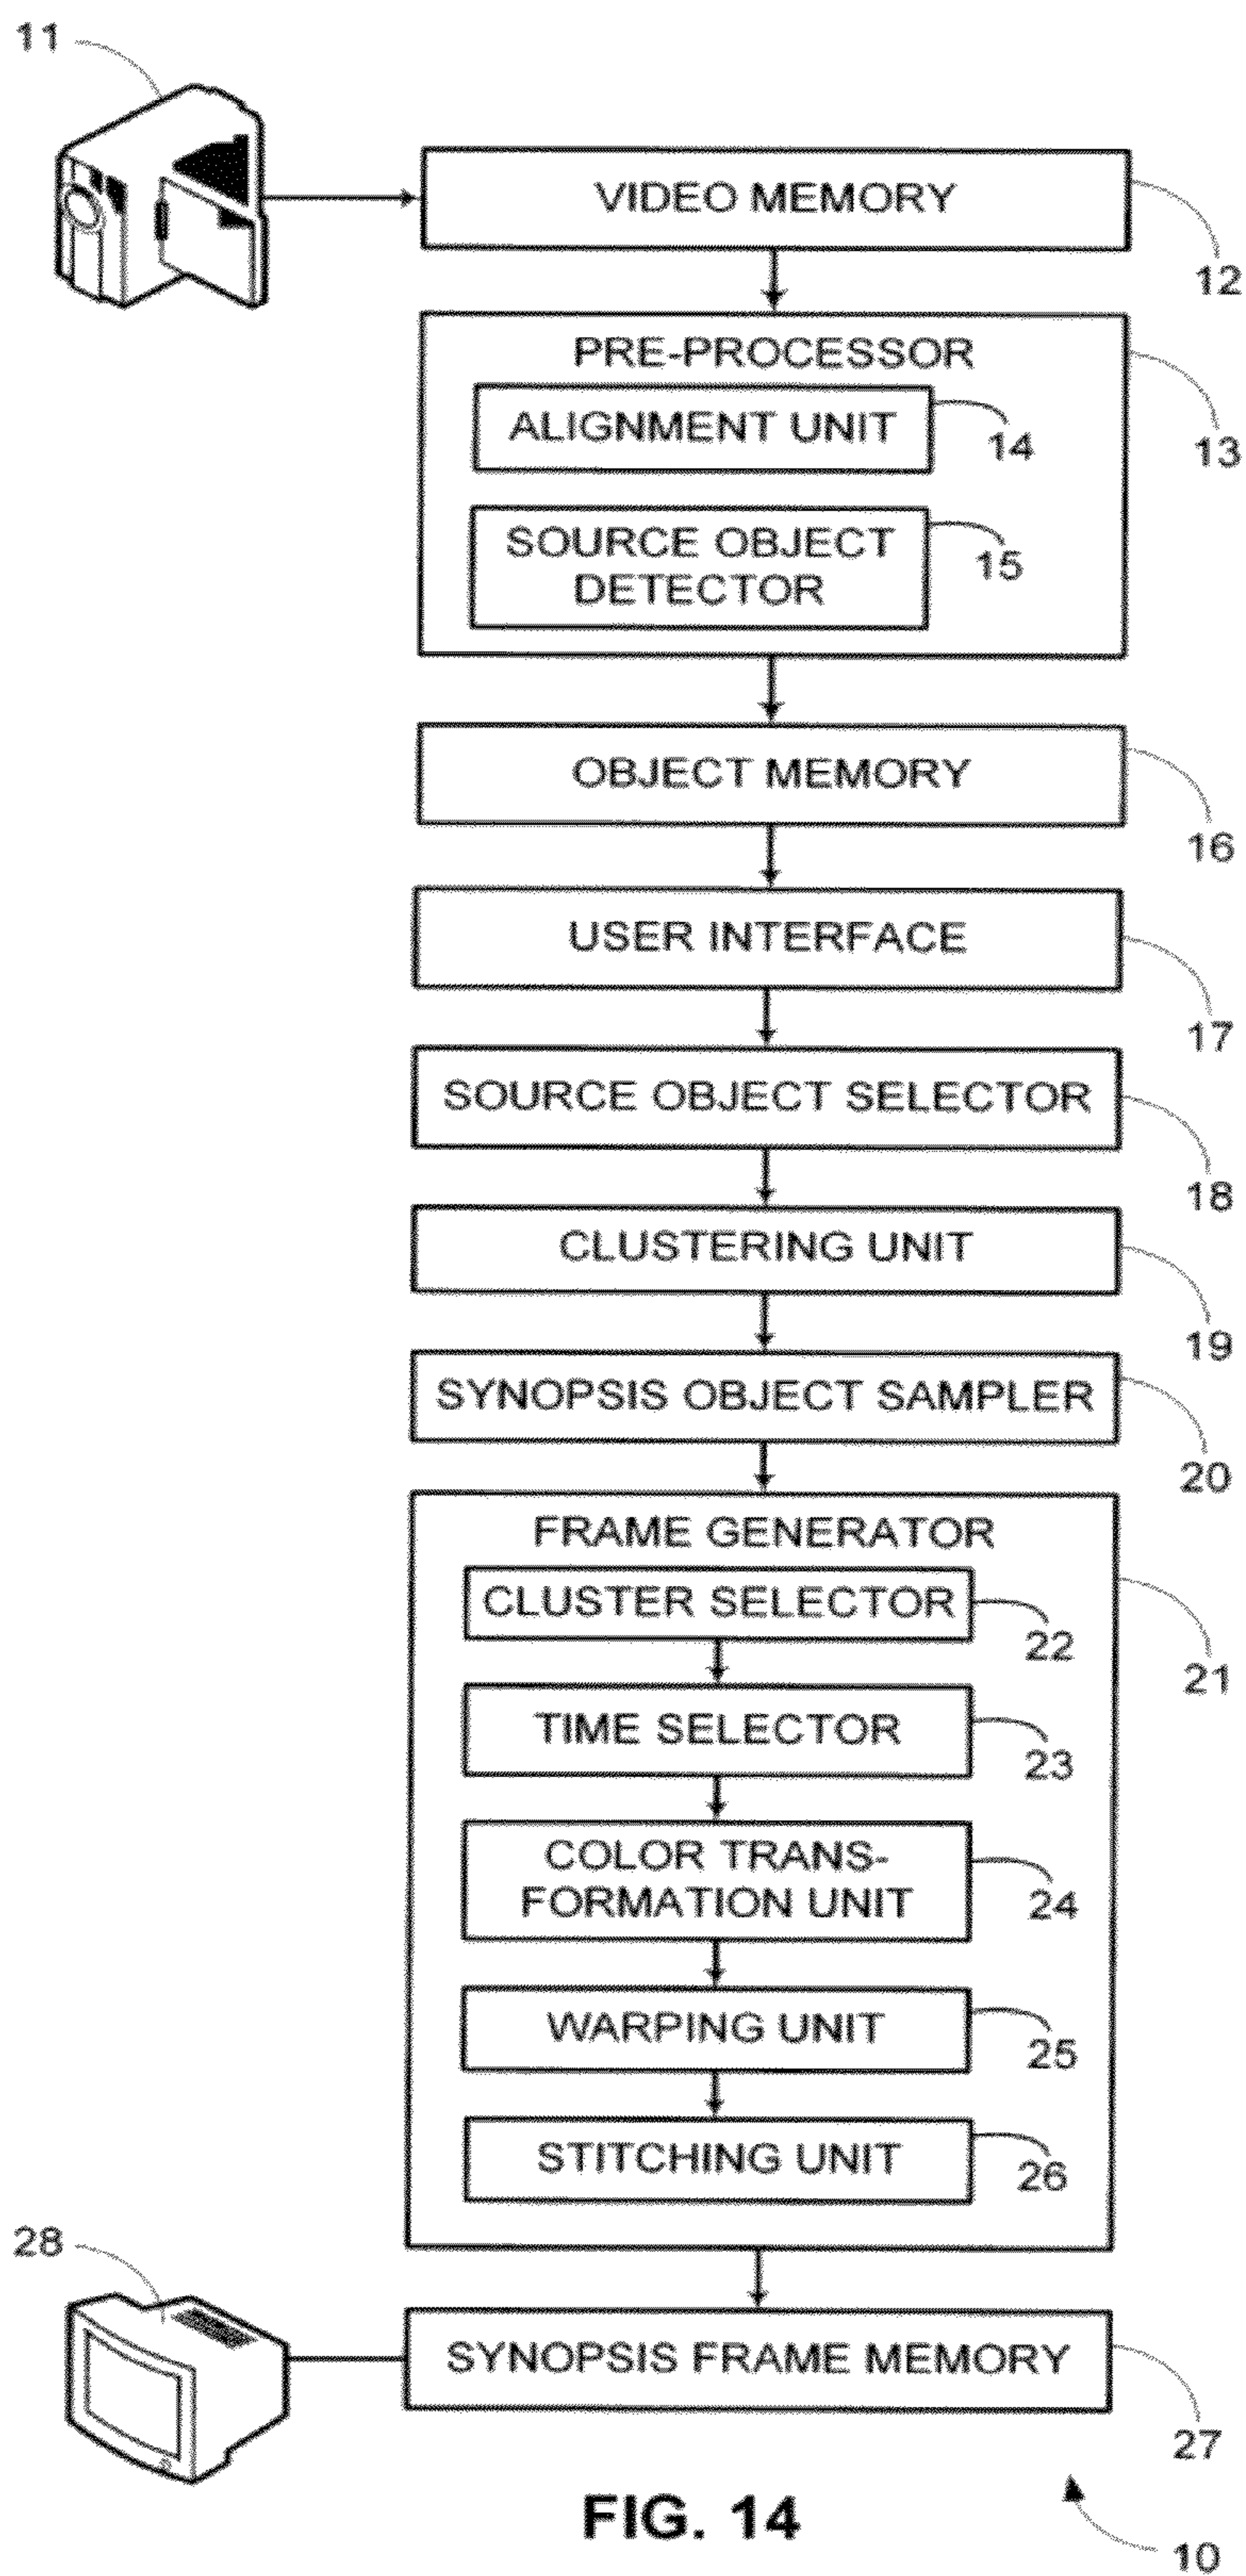 11
VIDEO MEMORY
12
PRE-PROCESSOR
13
ALIGNMENT UNIT
14
SOURCE OBJECT
DETECTOR
15
OBJECT MEMORY
16
USER INTERFACE
17
SOURCE OBJECT SELECTOR
18
CLUSTERING UNIT
19
SYNOPSIS OBJECT SAMPLER
20
FRAME GENERATOR
21
CLUSTER SELECTOR
22
TIME SELECTOR
23
COLOR TRANS-
FORMATION UNIT
24
WARPING UNIT
25
STITCHING UNIT
26
28
SYNOPSIS FRAME MEMORY
27
FIG. 14
10